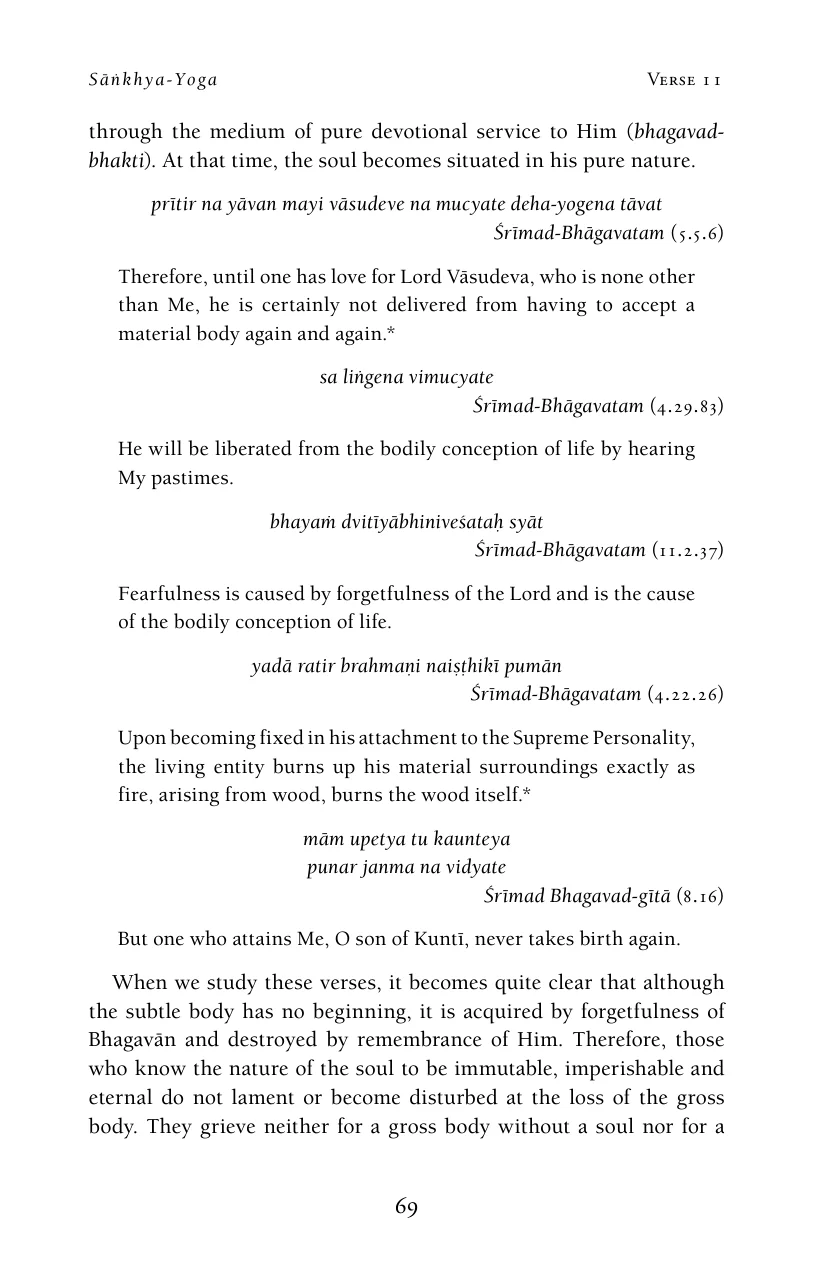 Sāṅkhya-Yoga Verse 11
through the medium of pure devotional service to Him (bhagavad-
bhakti). At that time, the soul becomes situated in his pure nature.
prītir na yāvan mayi vāsudeve na mucyate deha-yogena tāvat
Śrīmad-Bhāgavatam (5.5.6)
Therefore, until one has love for Lord Vāsudeva, who is none other
than Me, he is certainly not delivered from having to accept a
material body again and again.*
sa liṅgena vimucyate
Śrīmad-Bhāgavatam (4.29.83)
He will be liberated from the bodily conception of life by hearing
My pastimes.
bhayaṁ dvitīyābhiniveśataḥ syāt
Śrīmad-Bhāgavatam (11.2.37)
Fearfulness is caused by forgetfulness of the Lord and is the cause
of the bodily conception of life.
yadā ratir brahmaṇi naiṣṭhikī pumān
Śrīmad-Bhāgavatam (4.22.26)
Upon becoming fixed in his attachment to the Supreme Personality,
the living entity burns up his material surroundings exactly as
fire, arising from wood, burns the wood itself.*
mām upetya tu kaunteya
punar janma na vidyate
Śrīmad Bhagavad-gītā (8.16)
But one who attains Me, O son of Kuntī, never takes birth again.
When we study these verses, it becomes quite clear that although
the subtle body has no beginning, it is acquired by forgetfulness of
Bhagavān and destroyed by remembrance of Him. Therefore, those
who know the nature of the soul to be immutable, imperishable and
eternal do not lament or become disturbed at the loss of the gross
body. They grieve neither for a gross body without a soul nor for a
69